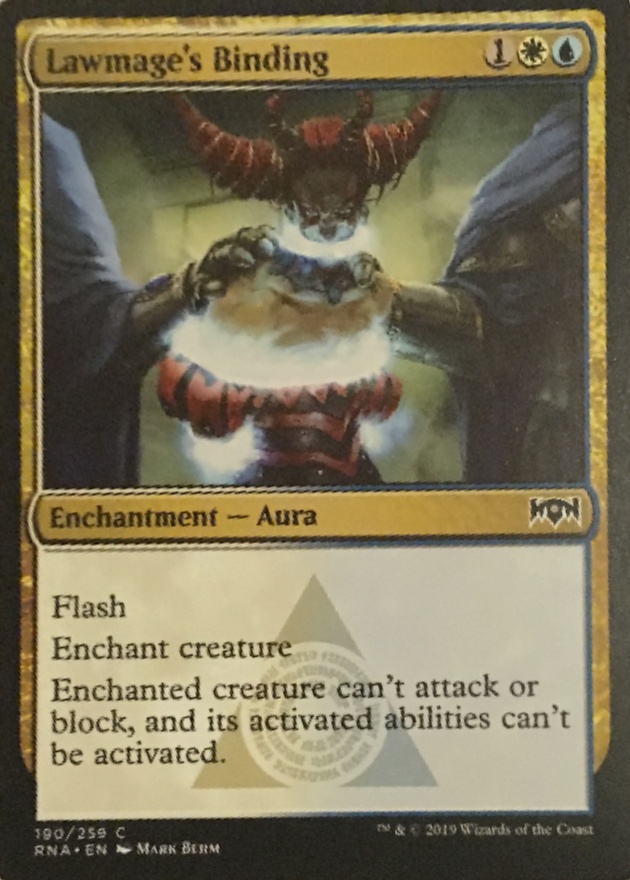 Lawmage's Binding 1
Enchantment — Aura
Flash
Enchant creature
Enchanted creature can't attack or
block, and its activated abilities can't
be activated.
190/259 C
RNA • EN Mark Behm
™ & © 2019 Wizards of the Coast